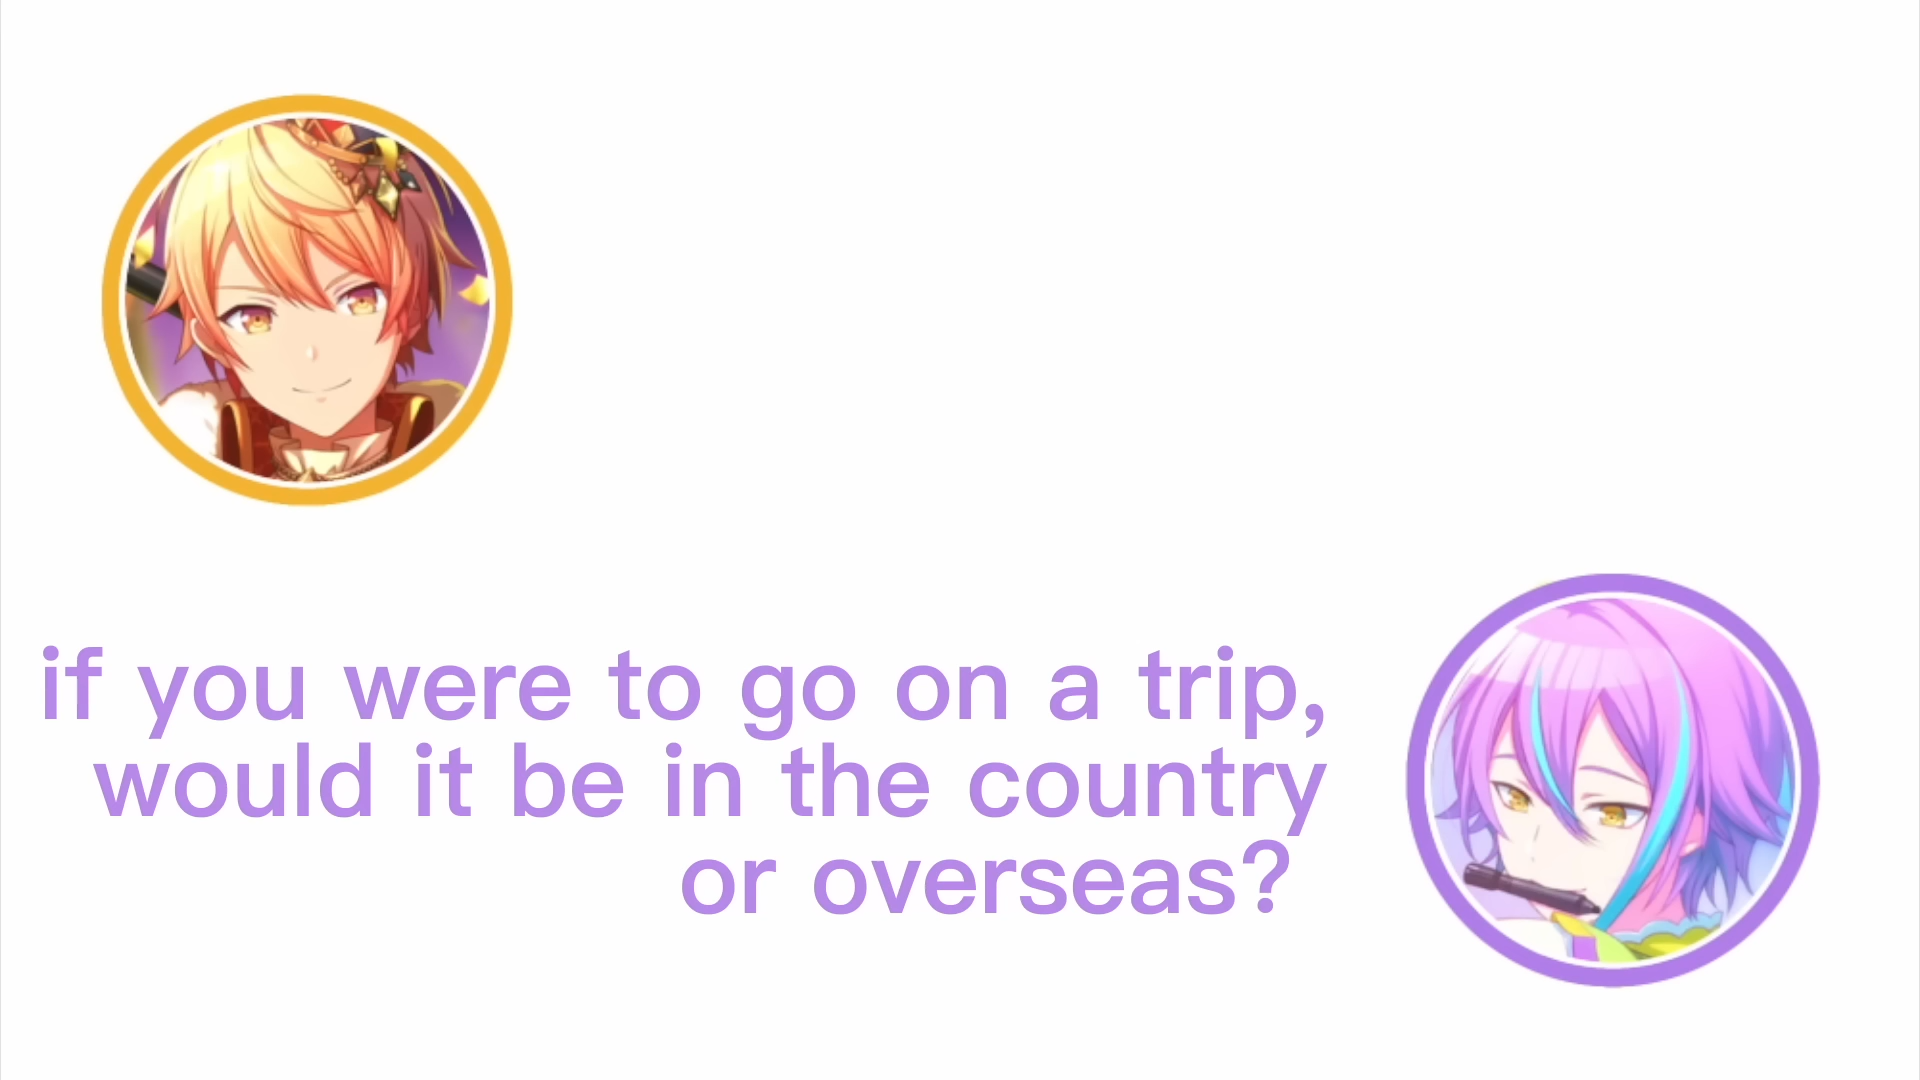 if you were to go on a trip,
would it be in the country
or overseas?